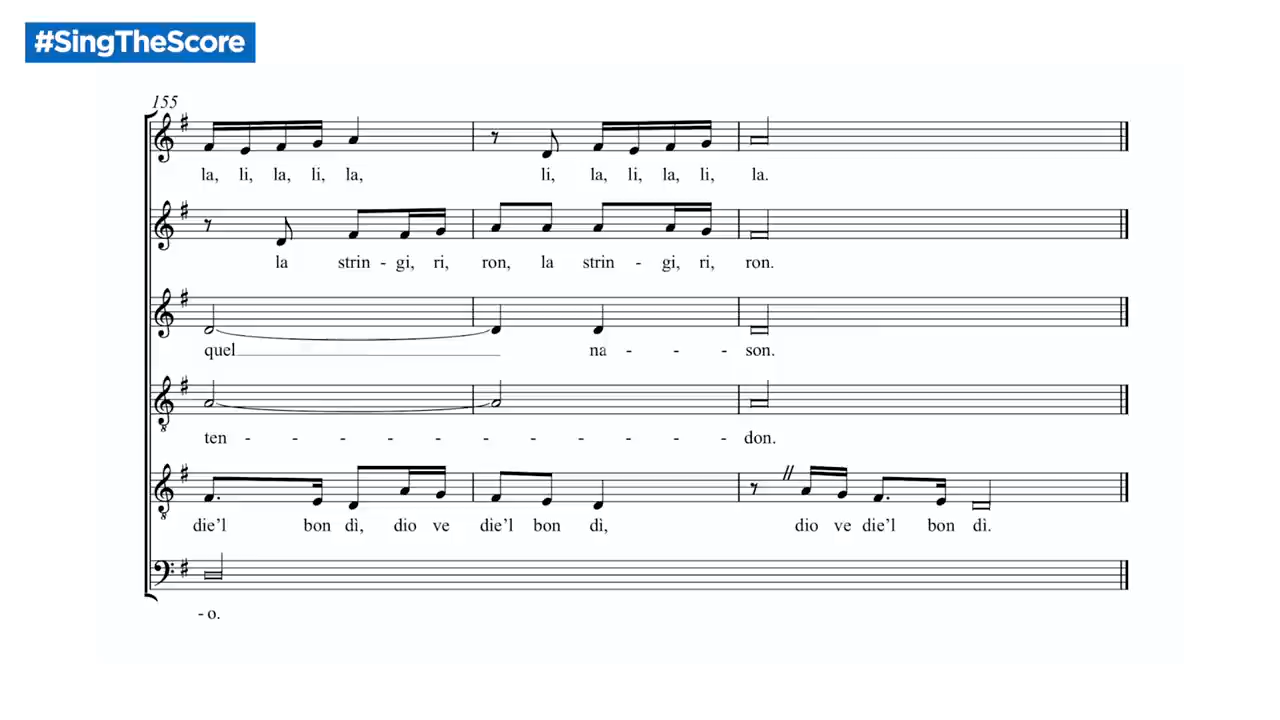 #SingTheScore
155
la, li, la, li, la, li, la, li, la, li, la.
la strin - gi, ri, ron, la strin - gi, ri, ron.
quel na - - - son.
ten - - - - - - - - - - - don.
die'l bon dì, dio ve die'l bon dì, dio ve die'l bon dì.
- o.